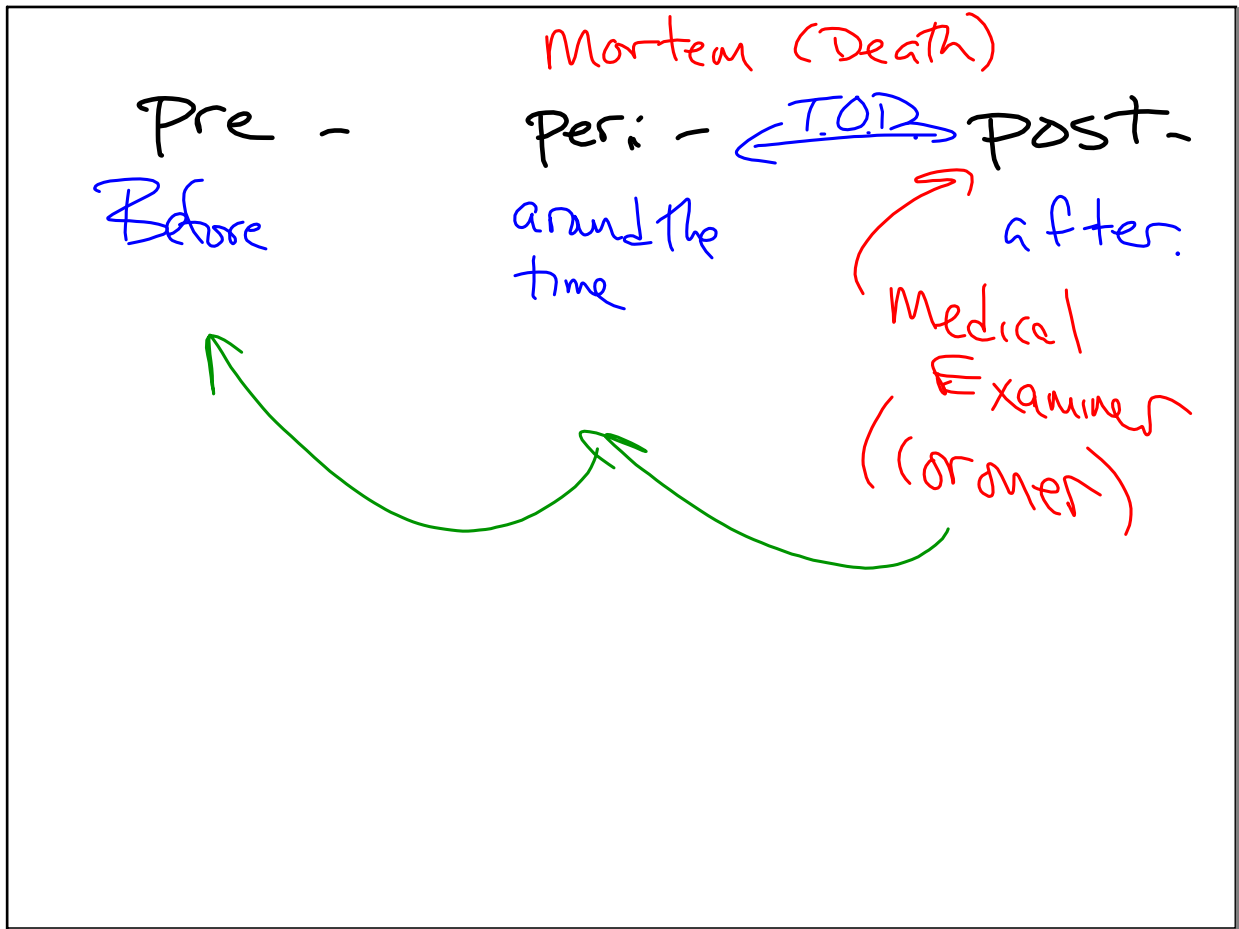 Mortem (Death)
Pre - peri - T.O.D. post-
Before around the time after.
Medical Examiner
(Coroner)